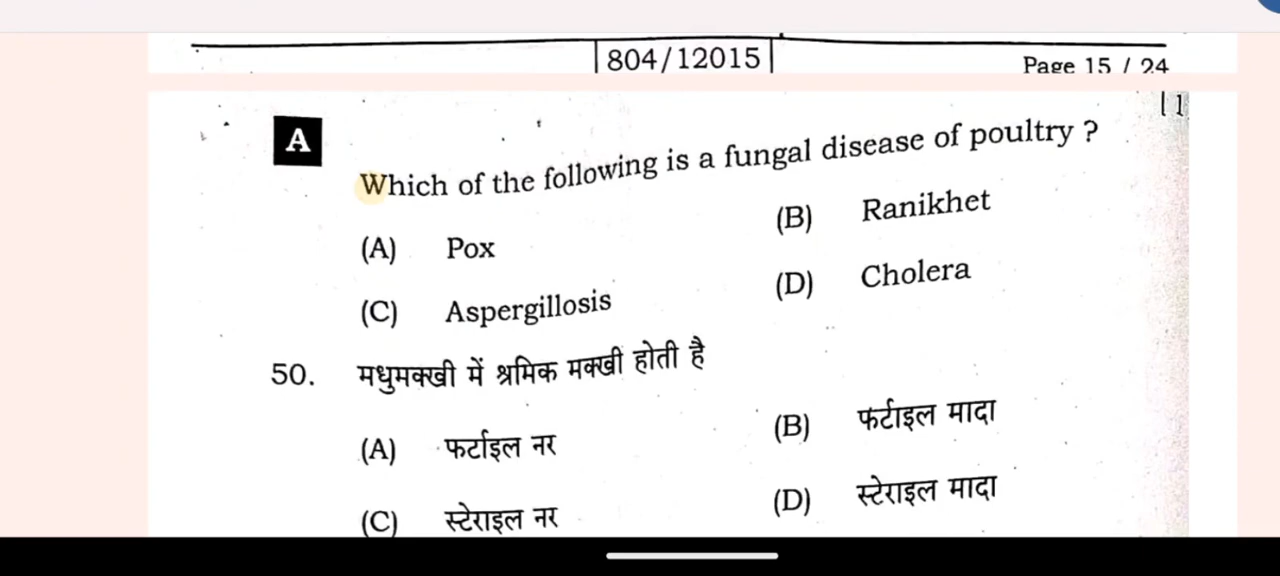 804/12015
Page 15 / 24
A
Which of the following is a fungal disease of poultry ?
(A) Pox
(B) Ranikhet
(C) Aspergillosis
(D) Cholera
50. मधुमक्खी में श्रमिक मक्खी होती है
(A) फर्टाइल नर
(B) फर्टाइल मादा
(C) स्टेराइल नर
(D) स्टेराइल मादा